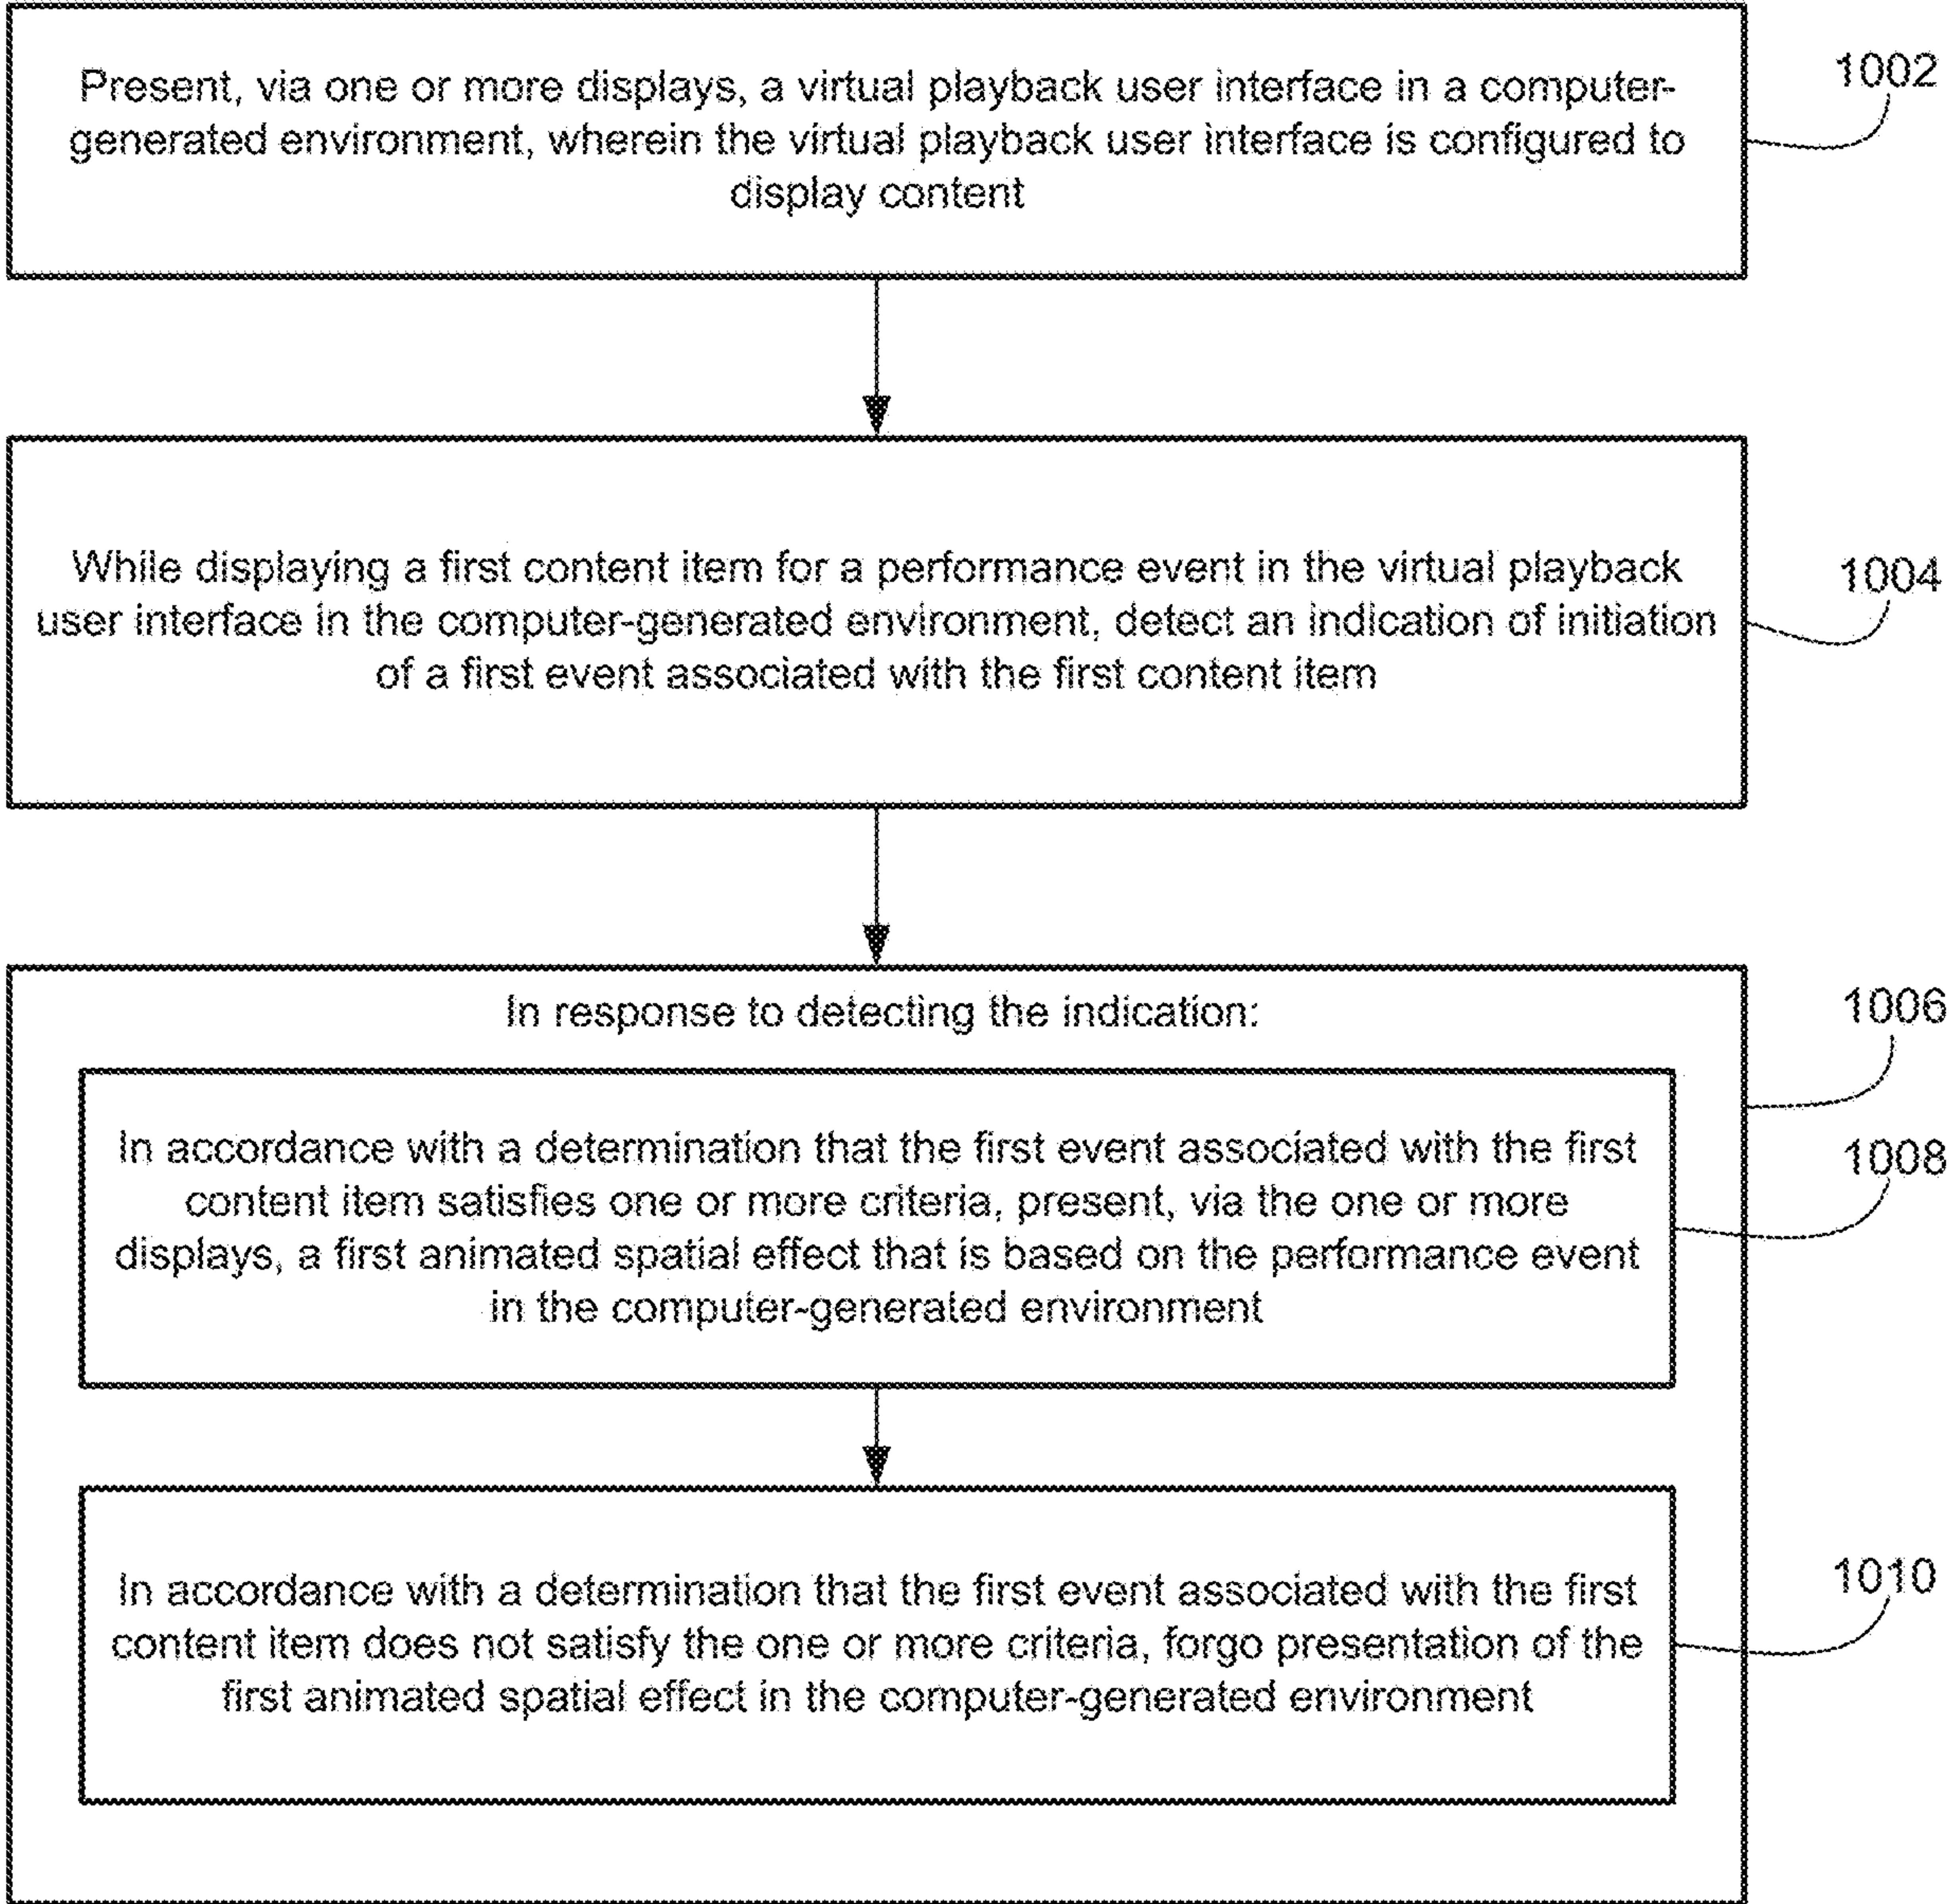 Present, via one or more displays, a virtual playback user interface in a computer-
generated environment, wherein the virtual playback user interface is configured to
display content
1002
While displaying a first content item for a performance event in the virtual playback
user interface in the computer-generated environment, detect an indication of initiation
of a first event associated with the first content item
1004
In response to detecting the indication:
1006
In accordance with a determination that the first event associated with the first
content item satisfies one or more criteria, present, via the one or more
displays, a first animated spatial effect that is based on the performance event
in the computer-generated environment
1008
In accordance with a determination that the first event associated with the first
content item does not satisfy the one or more criteria, forgo presentation of the
first animated spatial effect in the computer-generated environment
1010